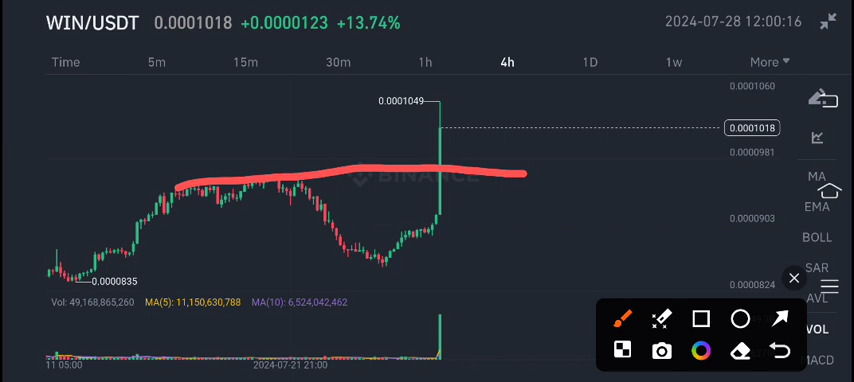 WIN/USDT 0.0001018 +0.0000123 +13.74% 2024-07-28 12:00:16
Time 5m 15m 30m 1h 4h 1D 1w More
0.0001060
0.0001049
0.0001018
0.0000981
BINANCE
MA
EMA
0.0000903
BOLL
SAR
0.0000835
0.0000824
AVL
Vol: 49,168,865,260 MA(5): 11,150,630,788 MA(10): 6,524,042,462
VOL
MACD
11 05:00 2024-07-21 21:00